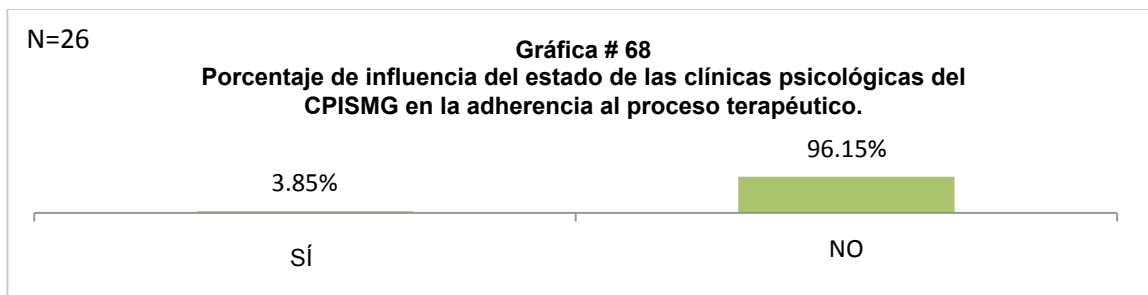 N=26
Gráfica # 68
Porcentaje de influencia del estado de las clínicas psicológicas del
CPISMG en la adherencia al proceso terapéutico.
3.85%
96.15%
SÍ
NO